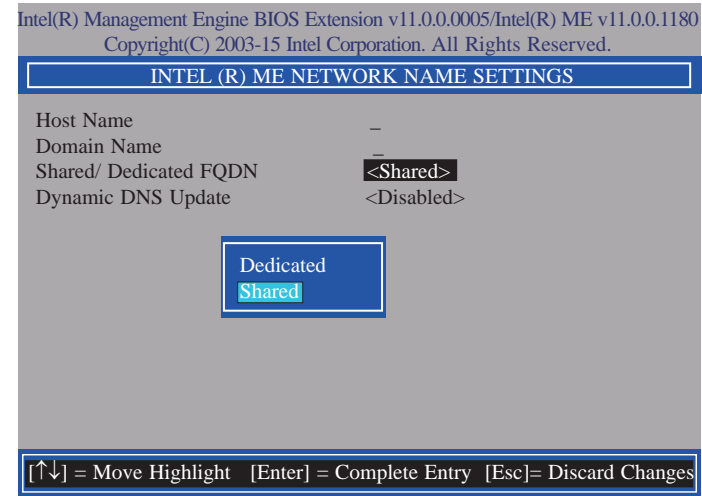 Intel(R) Management Engine BIOS Extension v11.0.0.0005/Intel(R) ME v11.0.0.1180
Copyright(C) 2003-15 Intel Corporation. All Rights Reserved.
INTEL (R) ME NETWORK NAME SETTINGS
Host Name _
Domain Name _
Shared/ Dedicated FQDN <Shared>
Dynamic DNS Update <Disabled>
Dedicated
Shared
[↑↓] = Move Highlight [Enter] = Complete Entry [Esc]= Discard Changes